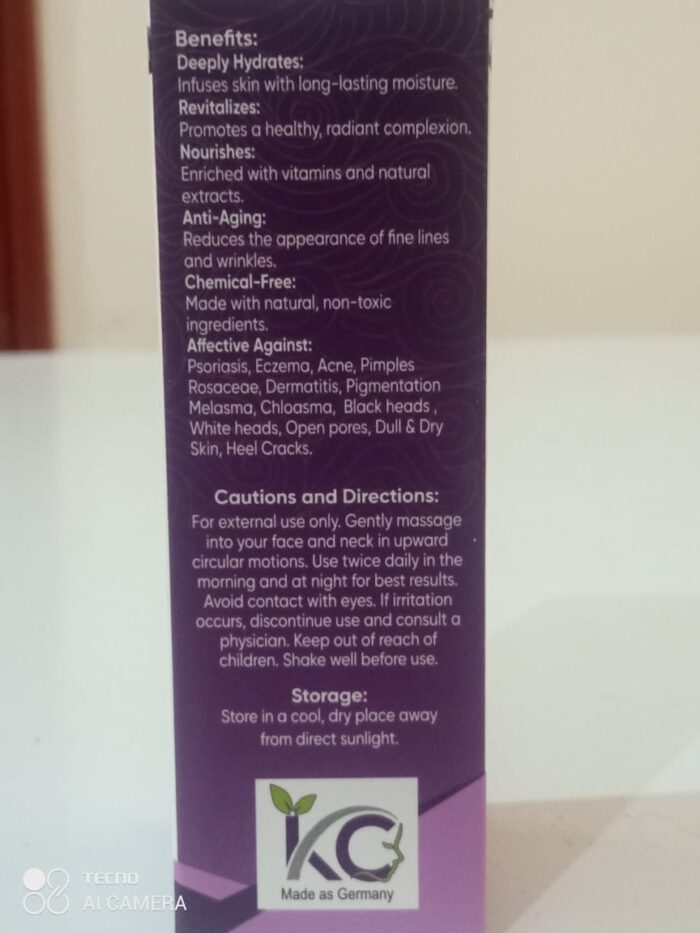 Benefits:
Deeply Hydrates:
Infuses skin with long-lasting moisture.
Revitalizes:
Promotes a healthy, radiant complexion.
Nourishes:
Enriched with vitamins and natural
extracts.
Anti-Aging:
Reduces the appearance of fine lines
and wrinkles.
Chemical-Free:
Made with natural, non-toxic
ingredients.
Affective Against:
Psoriasis, Eczema, Acne, Pimples
Rosaceae, Dermatitis, Pigmentation
Melasma, Chloasma, Black heads ,
White heads, Open pores, Dull & Dry
Skin, Heel Cracks.
Cautions and Directions:
For external use only. Gently massage
into your face and neck in upward
circular motions. Use twice daily in the
morning and at night for best results.
Avoid contact with eyes. If irritation
occurs, discontinue use and consult a
physician. Keep out of reach of
children. Shake well before use.
Storage:
Store in a cool, dry place away
from direct sunlight.
KC
Made as Germany
TECNO
AI CAMERA